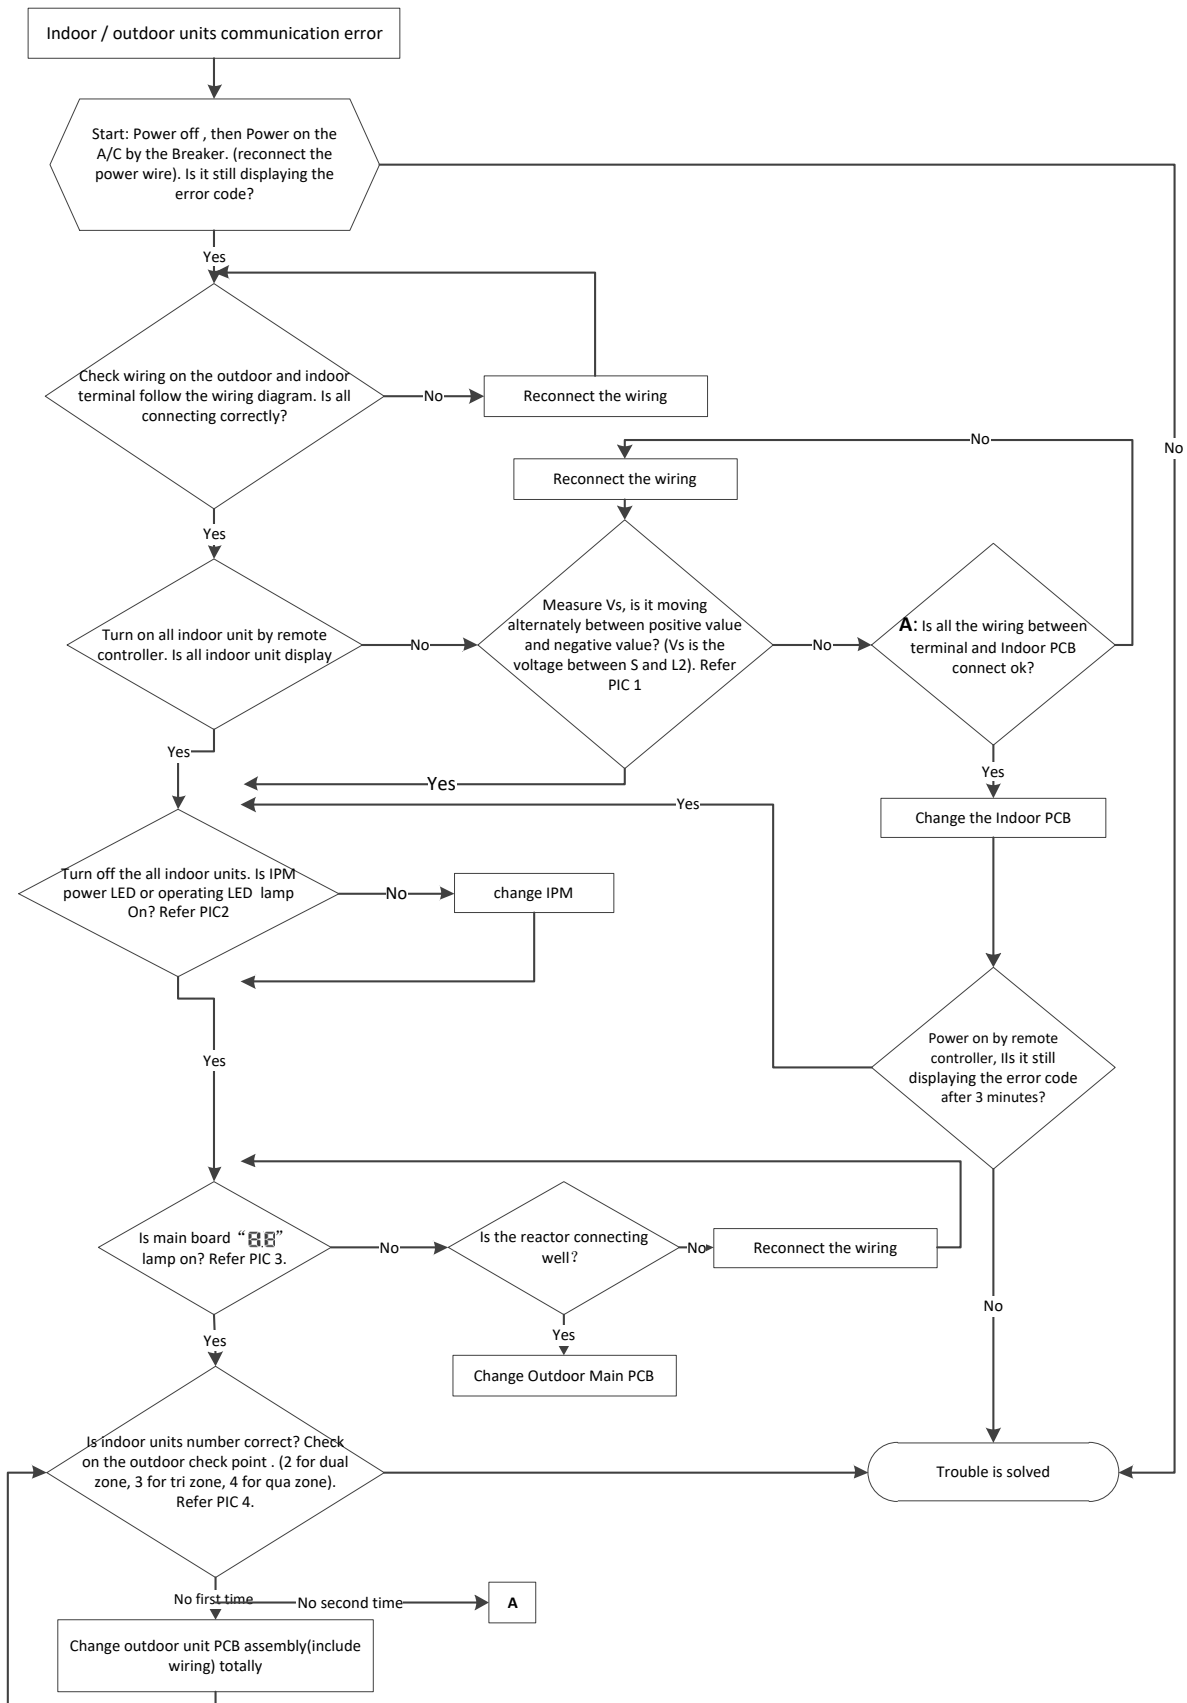 Indoor / outdoor units communication error
Start: Power off , then Power on the
A/C by the Breaker. (reconnect the
power wire). Is it still displaying the
error code?
Yes
No
Check wiring on the outdoor and indoor
terminal follow the wiring diagram. Is all
connecting correctly?
No
Reconnect the wiring
Yes
No
Reconnect the wiring
Turn on all indoor unit by remote
controller. Is all indoor unit display
No
Measure Vs, is it moving
alternately between positive value
and negative value? (Vs is the
voltage between S and L2). Refer
PIC 1
No
A: Is all the wiring between
terminal and Indoor PCB
connect ok?
Yes
Yes
Yes
Yes
Change the Indoor PCB
Turn off the all indoor units. Is IPM
power LED or operating LED lamp
On? Refer PIC2
No
change IPM
Yes
Power on by remote
controller, IIs it still
displaying the error code
after 3 minutes?
No
Is main board “8.8”
lamp on? Refer PIC 3.
No
Is the reactor connecting
well?
No
Reconnect the wiring
Yes
Change Outdoor Main PCB
Yes
Is indoor units number correct? Check
on the outdoor check point . (2 for dual
zone, 3 for tri zone, 4 for qua zone).
Refer PIC 4.
Trouble is solved
No first time
No second time
A
Change outdoor unit PCB assembly(include
wiring) totally